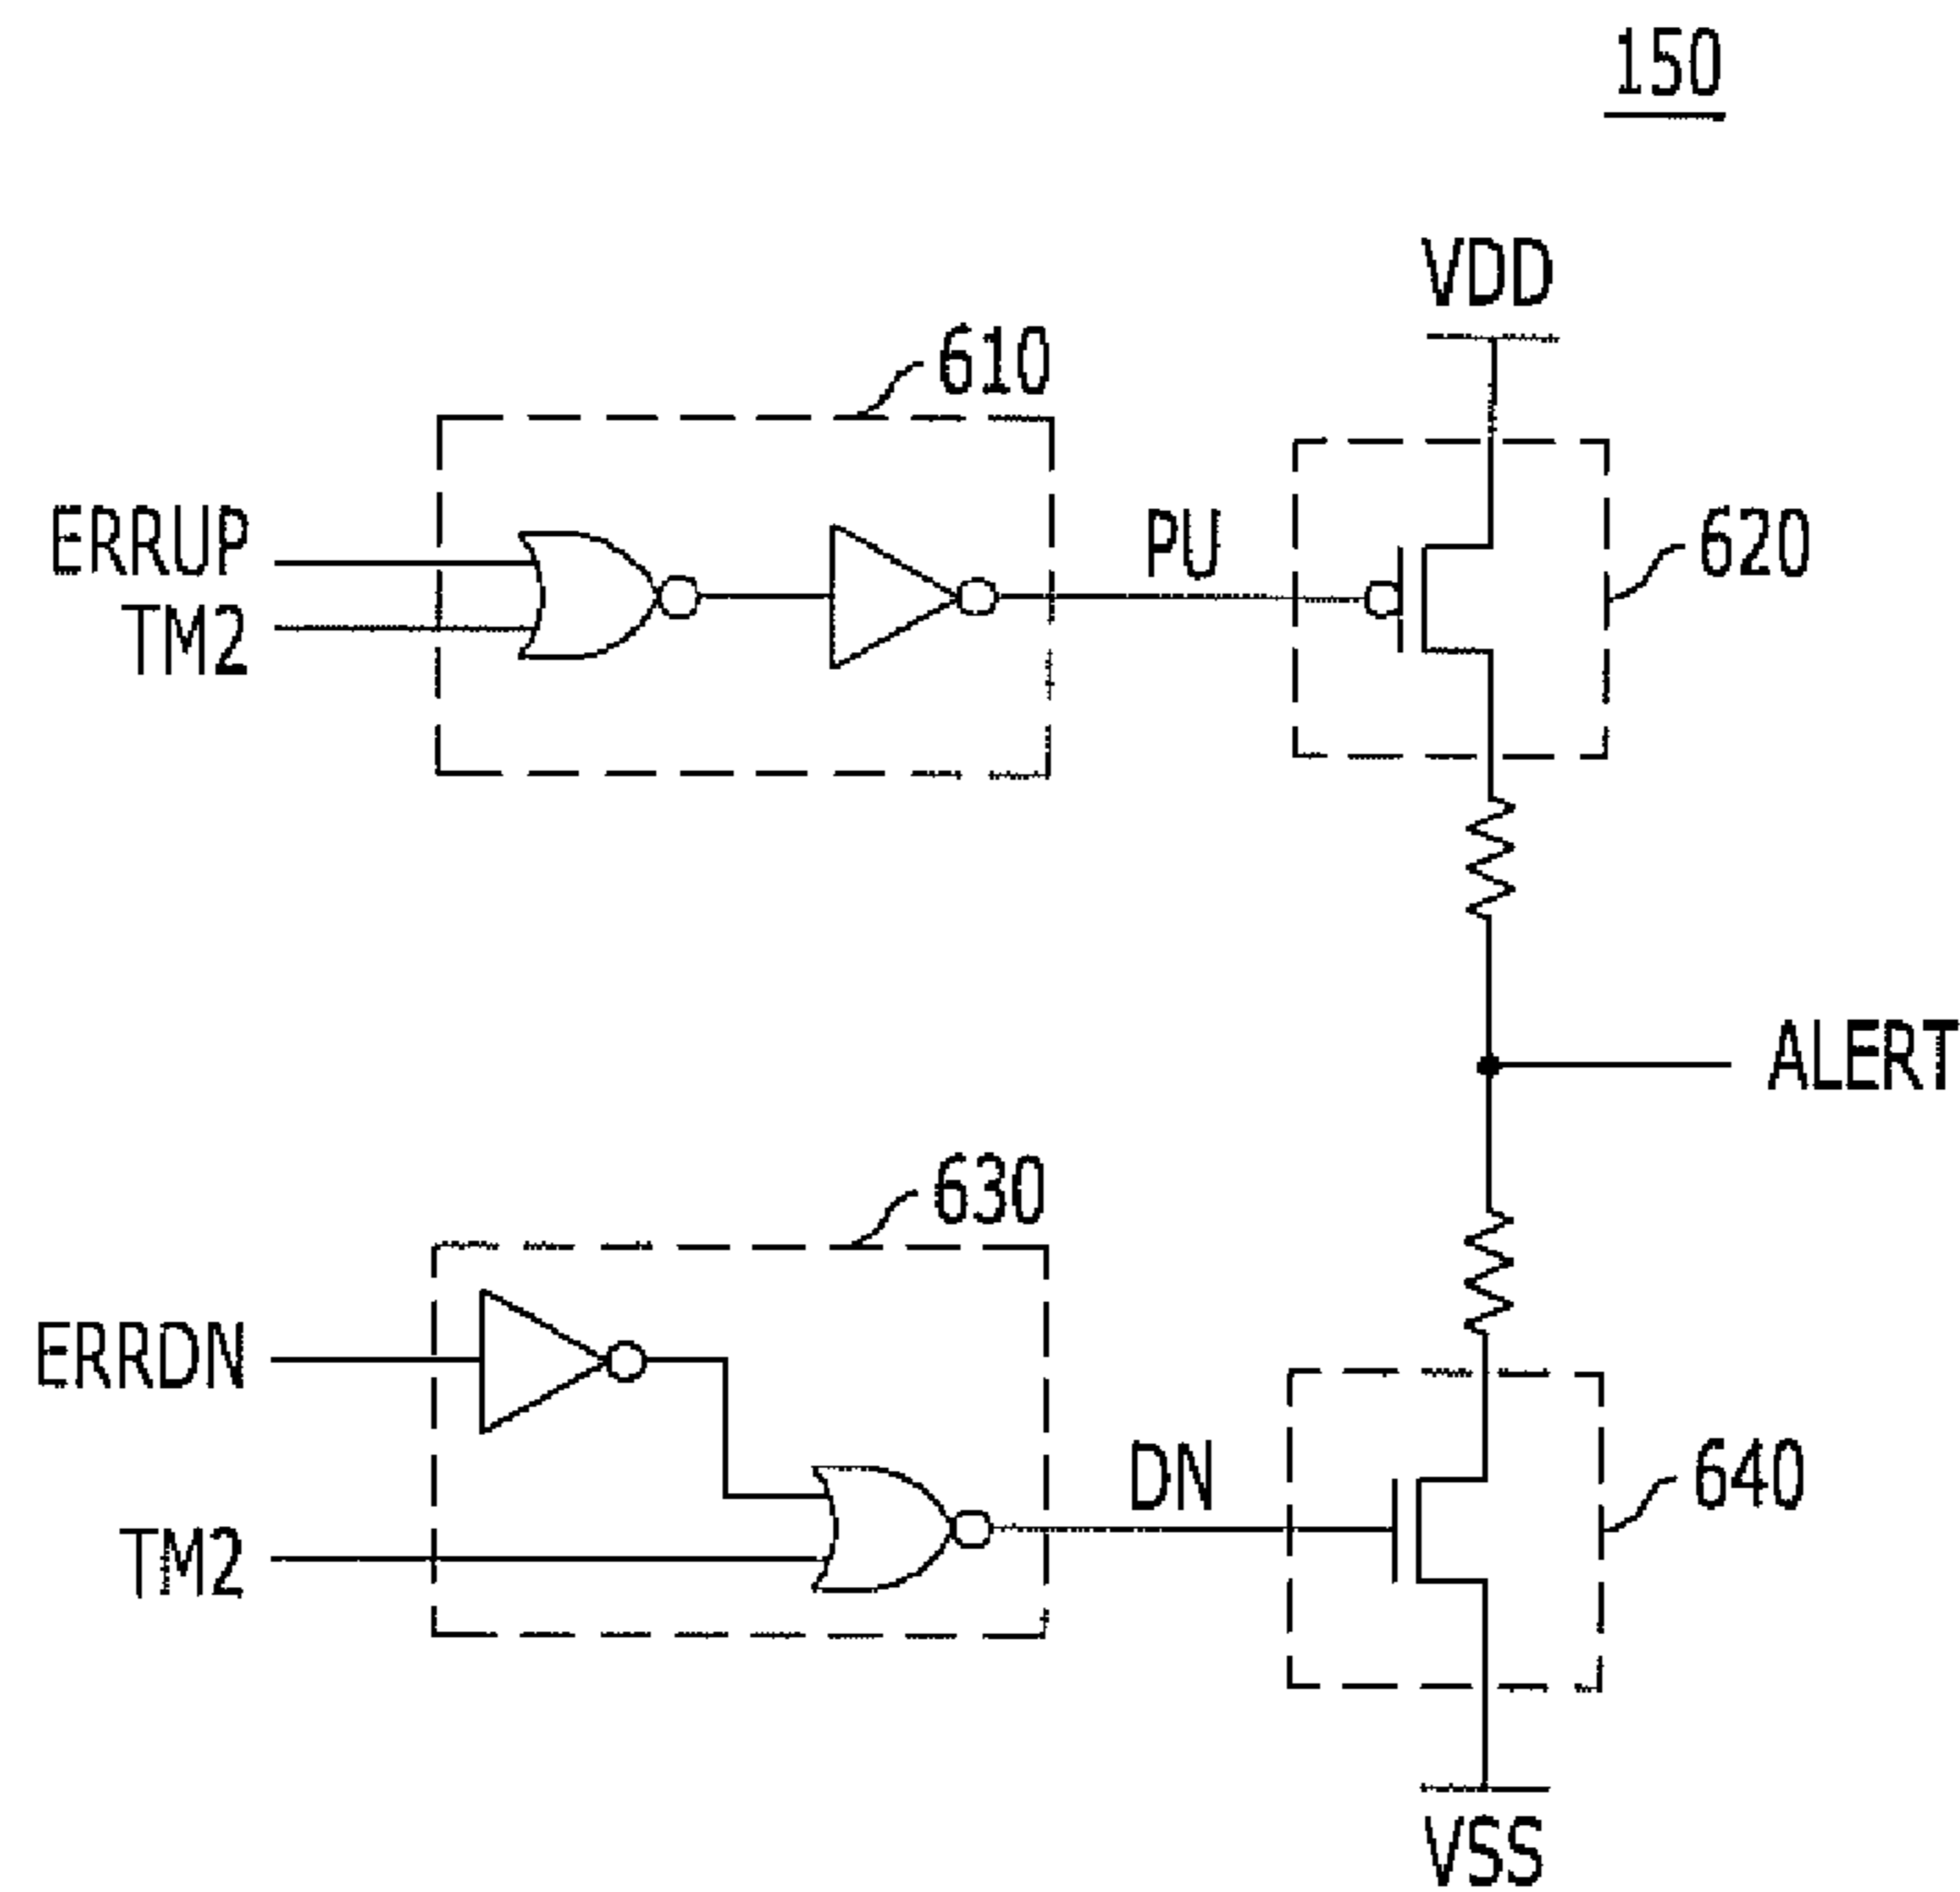 150
VDD
610
ERRUP
PU
620
TM2
ALERT
630
ERRDN
DN
640
TM2
VSS